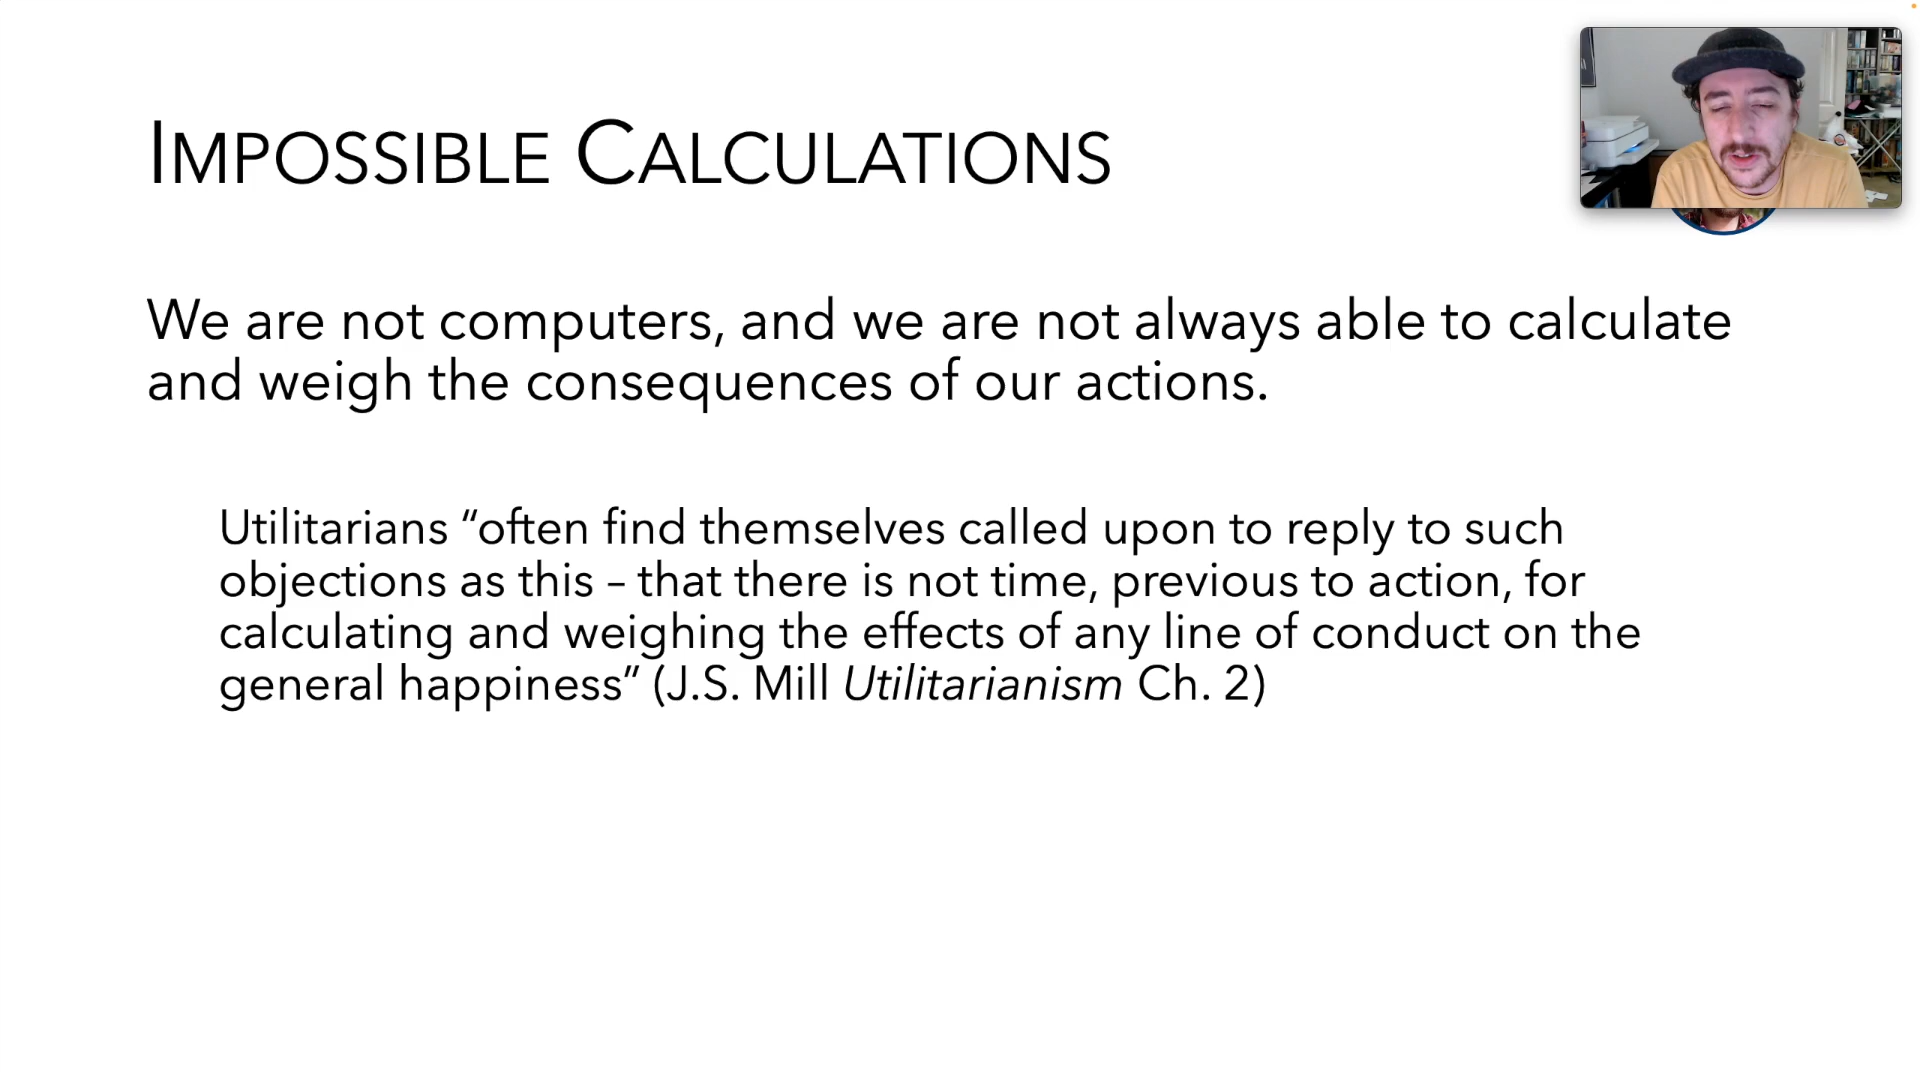 IMPOSSIBLE CALCULATIONS
We are not computers, and we are not always able to calculate
and weigh the consequences of our actions.
Utilitarians “often find themselves called upon to reply to such
objections as this – that there is not time, previous to action, for
calculating and weighing the effects of any line of conduct on the
general happiness” (J.S. Mill Utilitarianism Ch. 2)